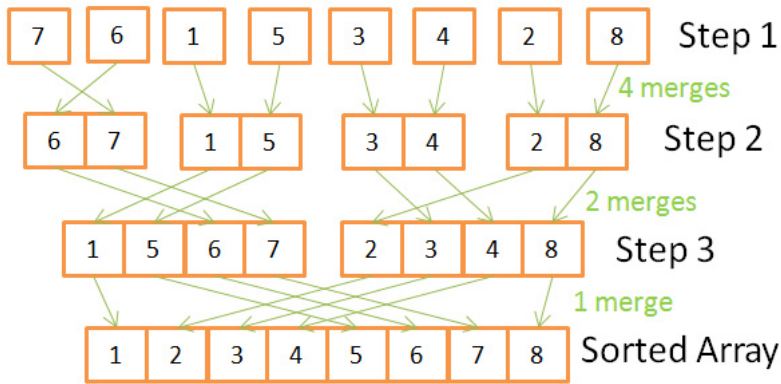 7 6 1 5 3 4 2 8 Step 1
4 merges
6 7 1 5 3 4 2 8 Step 2
2 merges
1 5 6 7 2 3 4 8 Step 3
1 merge
1 2 3 4 5 6 7 8 Sorted Array